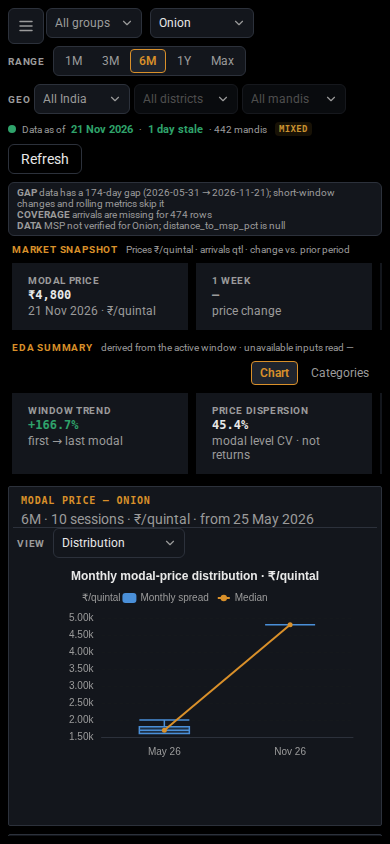 All groups
Onion
RANGE 1M 3M 6M 1Y Max
GEO All India All districts All mandis
Data as of 21 Nov 2026 · 1 day stale · 442 mandis MIXED
Refresh
GAP data has a 174-day gap (2026-05-31 → 2026-11-21); short-window
changes and rolling metrics skip it
COVERAGE arrivals are missing for 474 rows
DATA MSP not verified for Onion; distance_to_msp_pct is null
MARKET SNAPSHOT Prices ₹/quintal · arrivals qtl · change vs. prior period
MODAL PRICE
₹4,800
21 Nov 2026 · ₹/quintal
1 WEEK
—
price change
EDA SUMMARY derived from the active window · unavailable inputs read —
Chart Categories
WINDOW TREND
+166.7%
first → last modal
PRICE DISPERSION
45.4%
modal level CV · not
returns
MODAL PRICE — ONION
6M · 10 sessions · ₹/quintal · from 25 May 2026
VIEW Distribution
Monthly modal-price distribution · ₹/quintal
₹/quintal Monthly spread Median
5.00k
4.50k
4.00k
3.50k
3.00k
2.50k
2.00k
1.50k
May 26 Nov 26